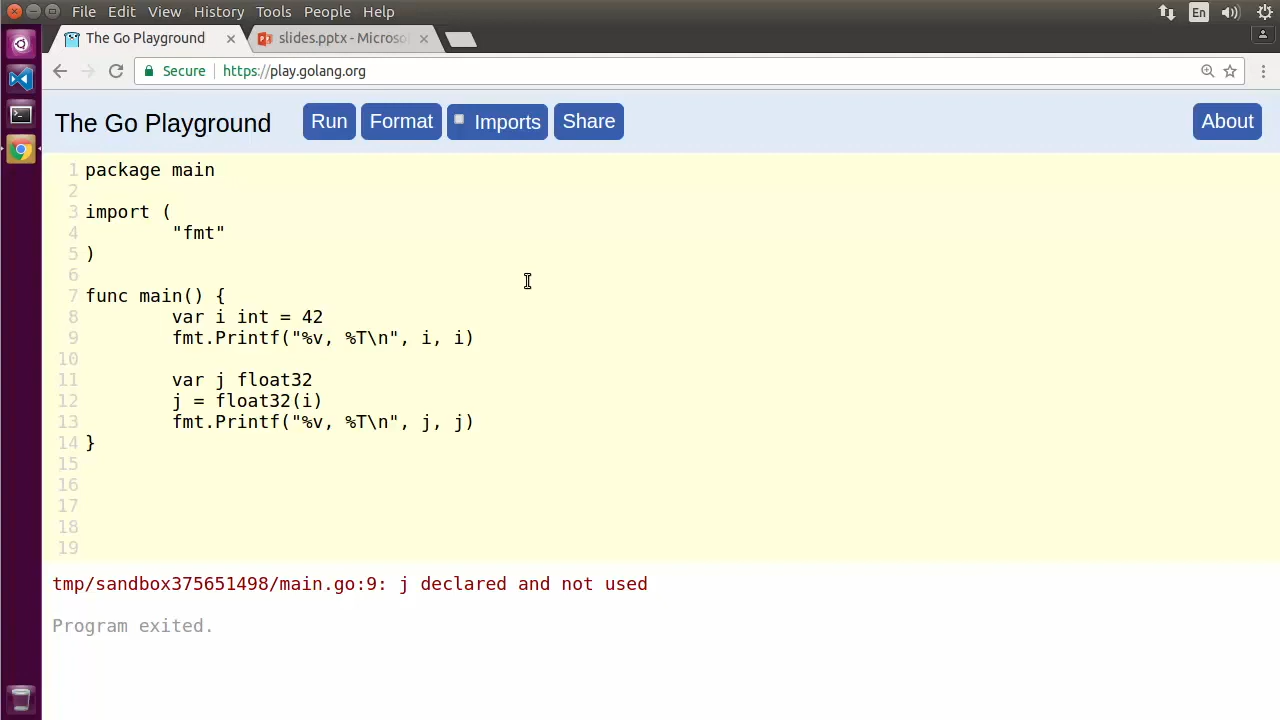 File Edit View History Tools People Help
En
The Go Playground
slides.pptx - Microso
Secure https://play.golang.org
The Go Playground
Run
Format
Imports
Share
About
1 package main
2
3 import (
4 "fmt"
5 )
6
7 func main() {
8 var i int = 42
9 fmt.Printf("%v, %T\n", i, i)
10
11 var j float32
12 j = float32(i)
13 fmt.Printf("%v, %T\n", j, j)
14 }
15
16
17
18
19
tmp/sandbox375651498/main.go:9: j declared and not used
Program exited.